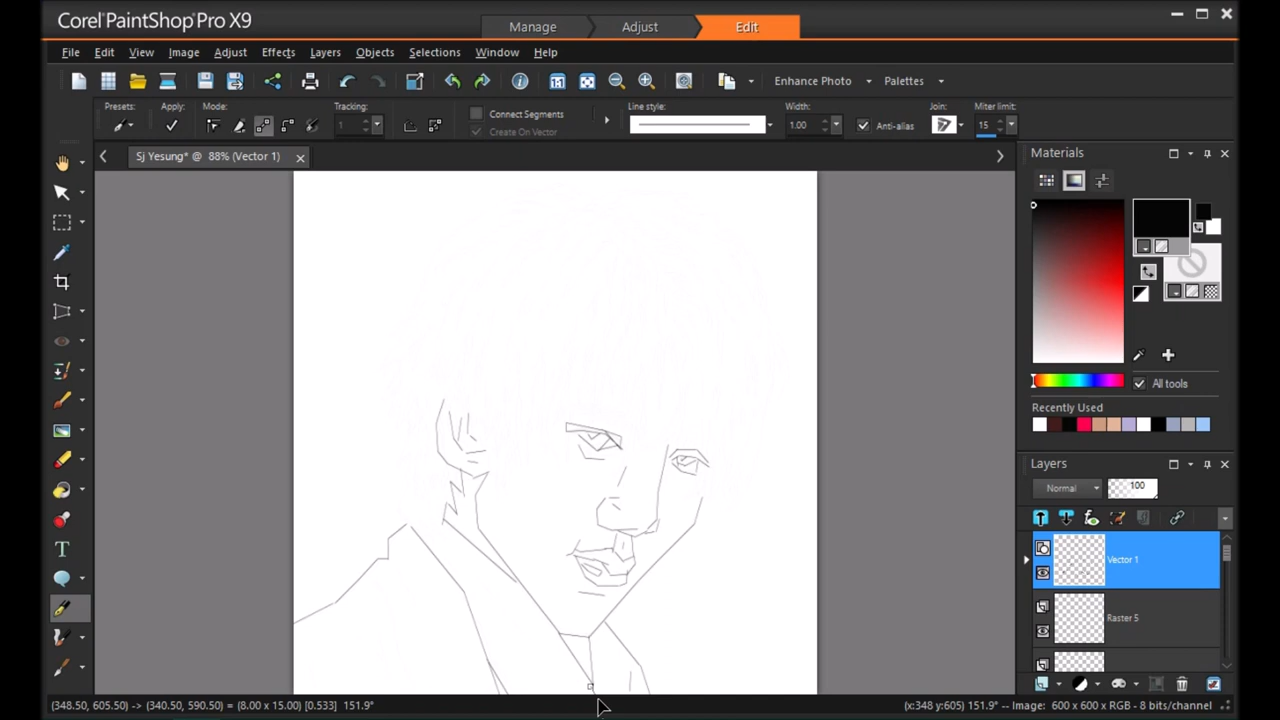 Corel PaintShop Pro X9
Manage Adjust Edit
File Edit View Image Adjust Effects Layers Objects Selections Window Help
1:1 Enhance Photo Palettes
Presets: Apply: Mode: Tracking: Connect Segments Line style: Width: Join: Miter limit:
1 Create On Vector 1.00 Anti-alias 15
Sj Yesung* @ 88% (Vector 1)
Materials
All tools
Recently Used
Layers
Normal 100
Vector 1
Raster 5
(348.50, 605.50) -> (340.50, 590.50) = (8.00 x 15.00) [0.533] 151.9° (x:348 y:605) 151.9° -- Image: 600 x 600 x RGB - 8 bits/channel